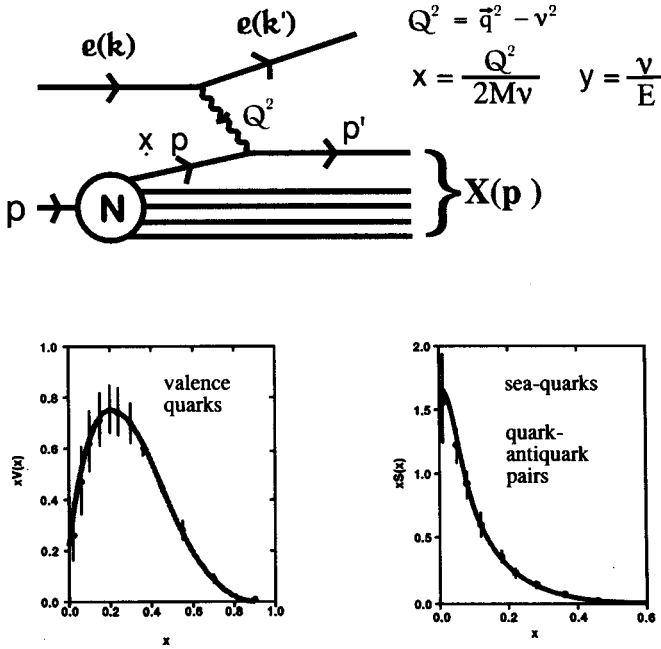 e(k)
e(k')
Q² = q⃗² − ν²
x = Q² / 2Mν
y = ν / E
Q²
x p
p'
p
N
X(p )
1.0
0.8
0.6
0.4
0.2
0.0
xV(x)
valence
quarks
0.0 0.2 0.4 0.6 0.8 1.0
x
2.0
1.5
1.0
0.5
0.0
xS(x)
sea-quarks
quark-
antiquark
pairs
0.0 0.2 0.4 0.6
x